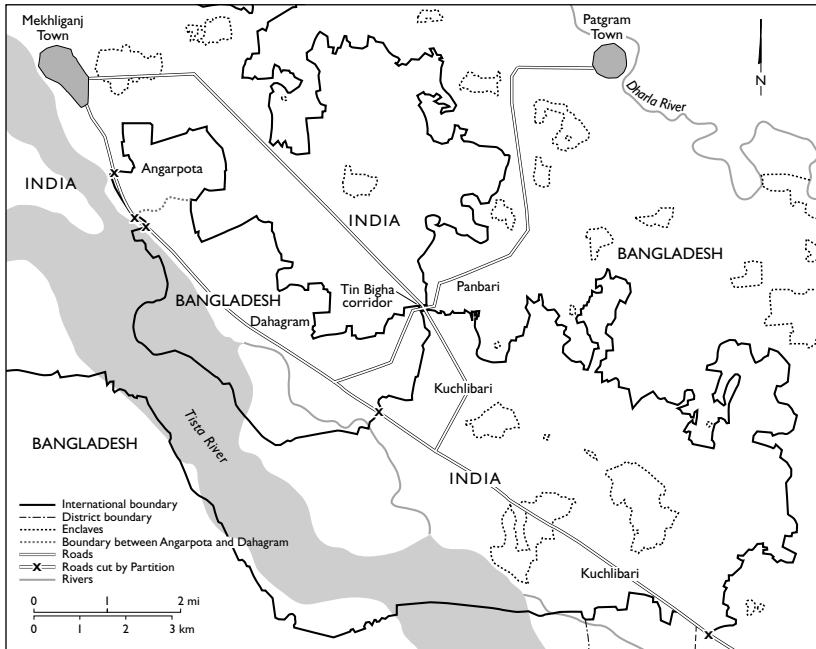 Mekhliganj
Town
Patgram
Town
N
Dharla River
Angarpota
INDIA
INDIA
BANGLADESH
Tin Bigha
corridor
Panbari
BANGLADESH
Dahagram
Kuchlibari
Tista River
BANGLADESH
INDIA
Kuchlibari
International boundary
District boundary
Enclaves
Boundary between Angarpota and Dahagram
Roads
X Roads cut by Partition
Rivers
0 1 2 mi
0 1 2 3 km
X
X
X
X
X